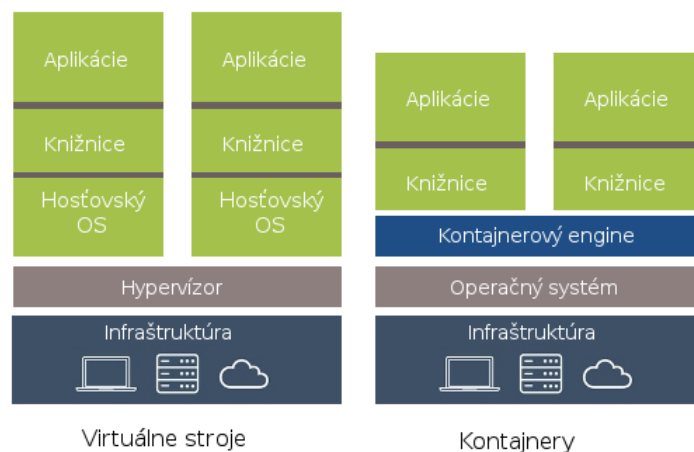 Aplikácie
Knižnice
Hosťovský
OS
Aplikácie
Knižnice
Hosťovský
OS
Hypervízor
Infraštruktúra
Virtuálne stroje
Aplikácie
Knižnice
Aplikácie
Knižnice
Kontajnerový engine
Operačný systém
Infraštruktúra
Kontajnery